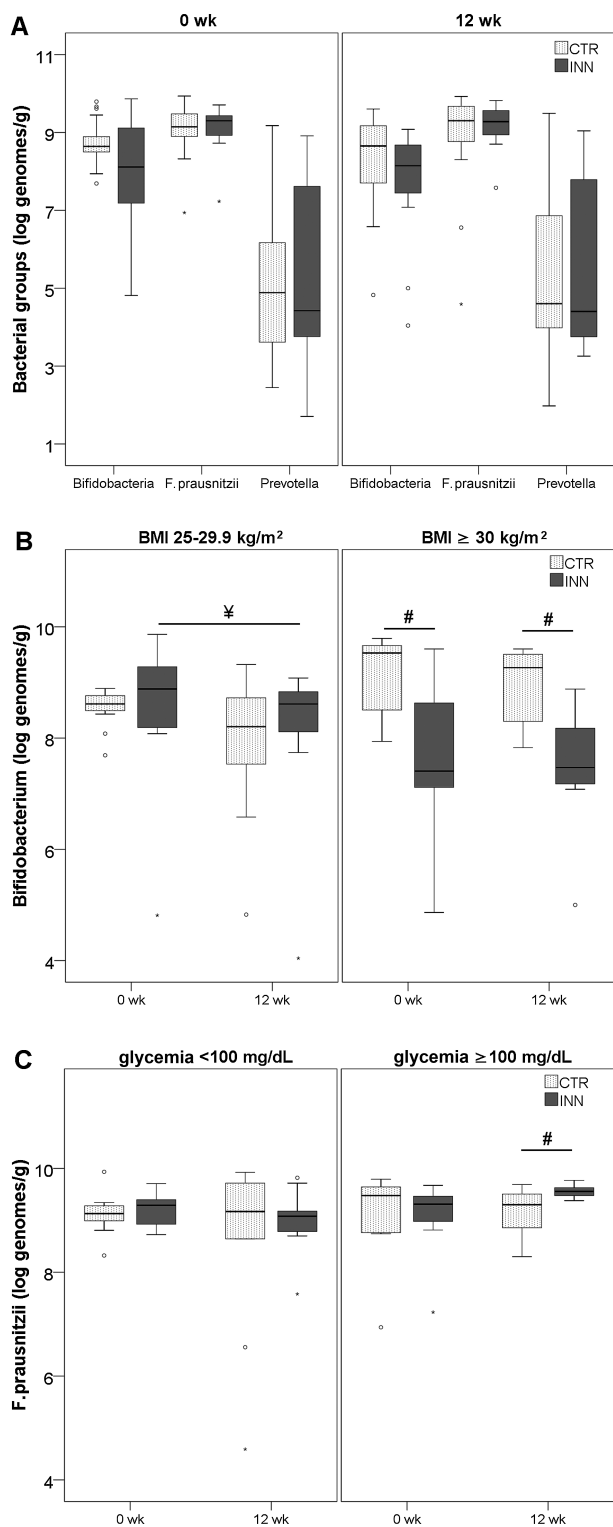 A
0 wk
12 wk
CTR
INN
Bacterial groups (log genomes/g)
11
9
7
5
3
1
Bifidobacteria
F. prausnitzii
Prevotella
Bifidobacteria
F. prausnitzii
Prevotella
B
BMI 25-29.9 kg/m²
BMI ≥ 30 kg/m²
CTR
INN
Bifidobacterium (log genomes/g)
10
8
6
4
¥
#
#
0 wk
12 wk
0 wk
12 wk
C
glycemia <100 mg/dL
glycemia ≥100 mg/dL
CTR
INN
F.prausnitzii (log genomes/g)
10
8
6
4
#
0 wk
12 wk
0 wk
12 wk